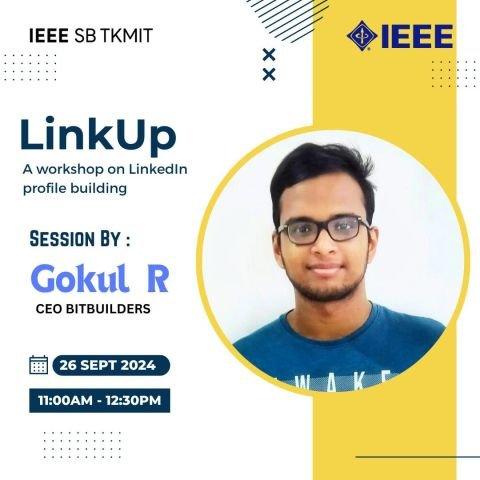 IEEE SB TKMIT
IEEE
LinkUp
A workshop on LinkedIn
profile building
SESSION BY :
Gokul R
CEO BITBUILDERS
26 SEPT 2024
11:00AM - 12:30PM
WAKE